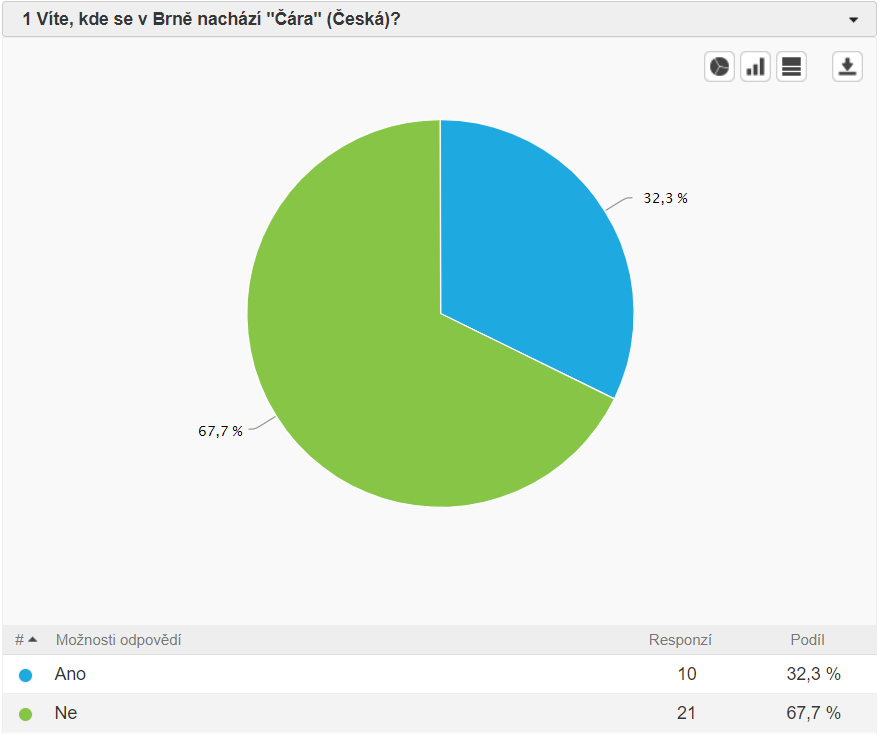 1 Víte, kde se v Brně nachází "Čára" (Česká)?
32,3 %
67,7 %
# Možnosti odpovědí Responzí Podíl
Ano 10 32,3 %
Ne 21 67,7 %